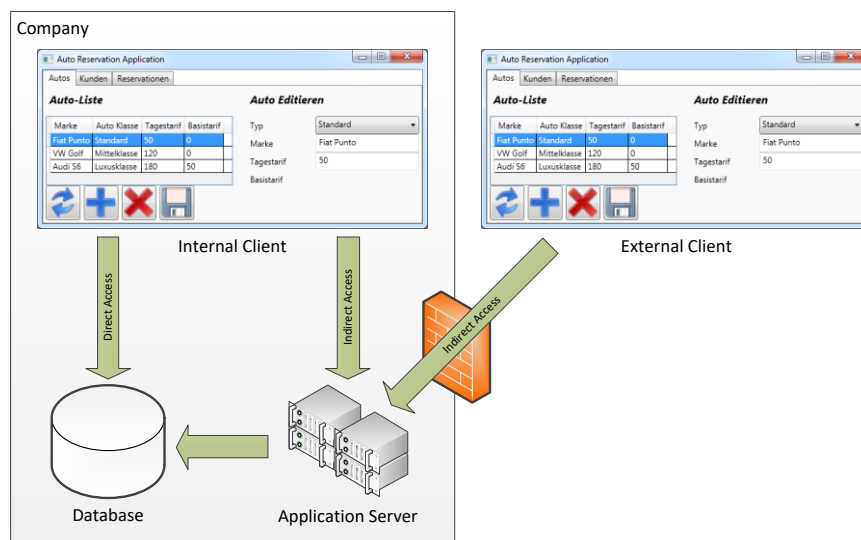 Company
Auto Reservation Application
Autos Kunden Reservationen
Auto-Liste
Auto Editieren
Marke Auto Klasse Tagestarif Basistarif
Fiat Punto Standard 50 0
VW Golf Mittelklasse 120 0
Audi S6 Luxusklasse 180 50
Typ Standard
Marke Fiat Punto
Tagestarif 50
Basistarif
Internal Client
Auto Reservation Application
Autos Kunden Reservationen
Auto-Liste
Auto Editieren
Marke Auto Klasse Tagestarif Basistarif
Fiat Punto Standard 50 0
VW Golf Mittelklasse 120 0
Audi S6 Luxusklasse 180 50
Typ Standard
Marke Fiat Punto
Tagestarif 50
Basistarif
External Client
Direct Access
Indirect Access
Indirect Access
Database
Application Server